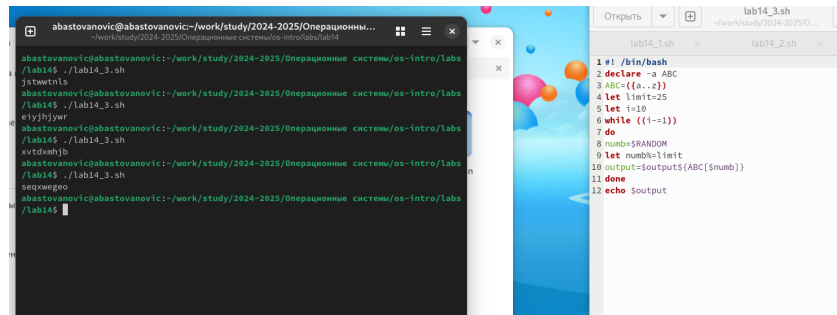 abastovanovic@abastovanovic:~/work/study/2024-2025/Операционны...
~/work/study/2024-2025/Операционные системы/os-intro/labs/lab14
abastovanovic@abastovanovic:~/work/study/2024-2025/Операционные системы/os-intro/labs
/lab14$ ./lab14_3.sh
jstwwtnls
abastovanovic@abastovanovic:~/work/study/2024-2025/Операционные системы/os-intro/labs
/lab14$ ./lab14_3.sh
eiyjhjywr
abastovanovic@abastovanovic:~/work/study/2024-2025/Операционные системы/os-intro/labs
/lab14$ ./lab14_3.sh
xvtdxmhjb
abastovanovic@abastovanovic:~/work/study/2024-2025/Операционные системы/os-intro/labs
/lab14$ ./lab14_3.sh
seqxwegeo
abastovanovic@abastovanovic:~/work/study/2024-2025/Операционные системы/os-intro/labs
/lab14$
Открыть
lab14_3.sh
~/work/study/2024-2025/О...
lab14_1.sh
lab14_2.sh
1 #! /bin/bash
2 declare -a ABC
3 ABC=({a..z})
4 let limit=25
5 let i=10
6 while ((i-=1))
7 do
8 numb=$RANDOM
9 let numb%=limit
10 output=$output${ABC[$numb]}
11 done
12 echo $output